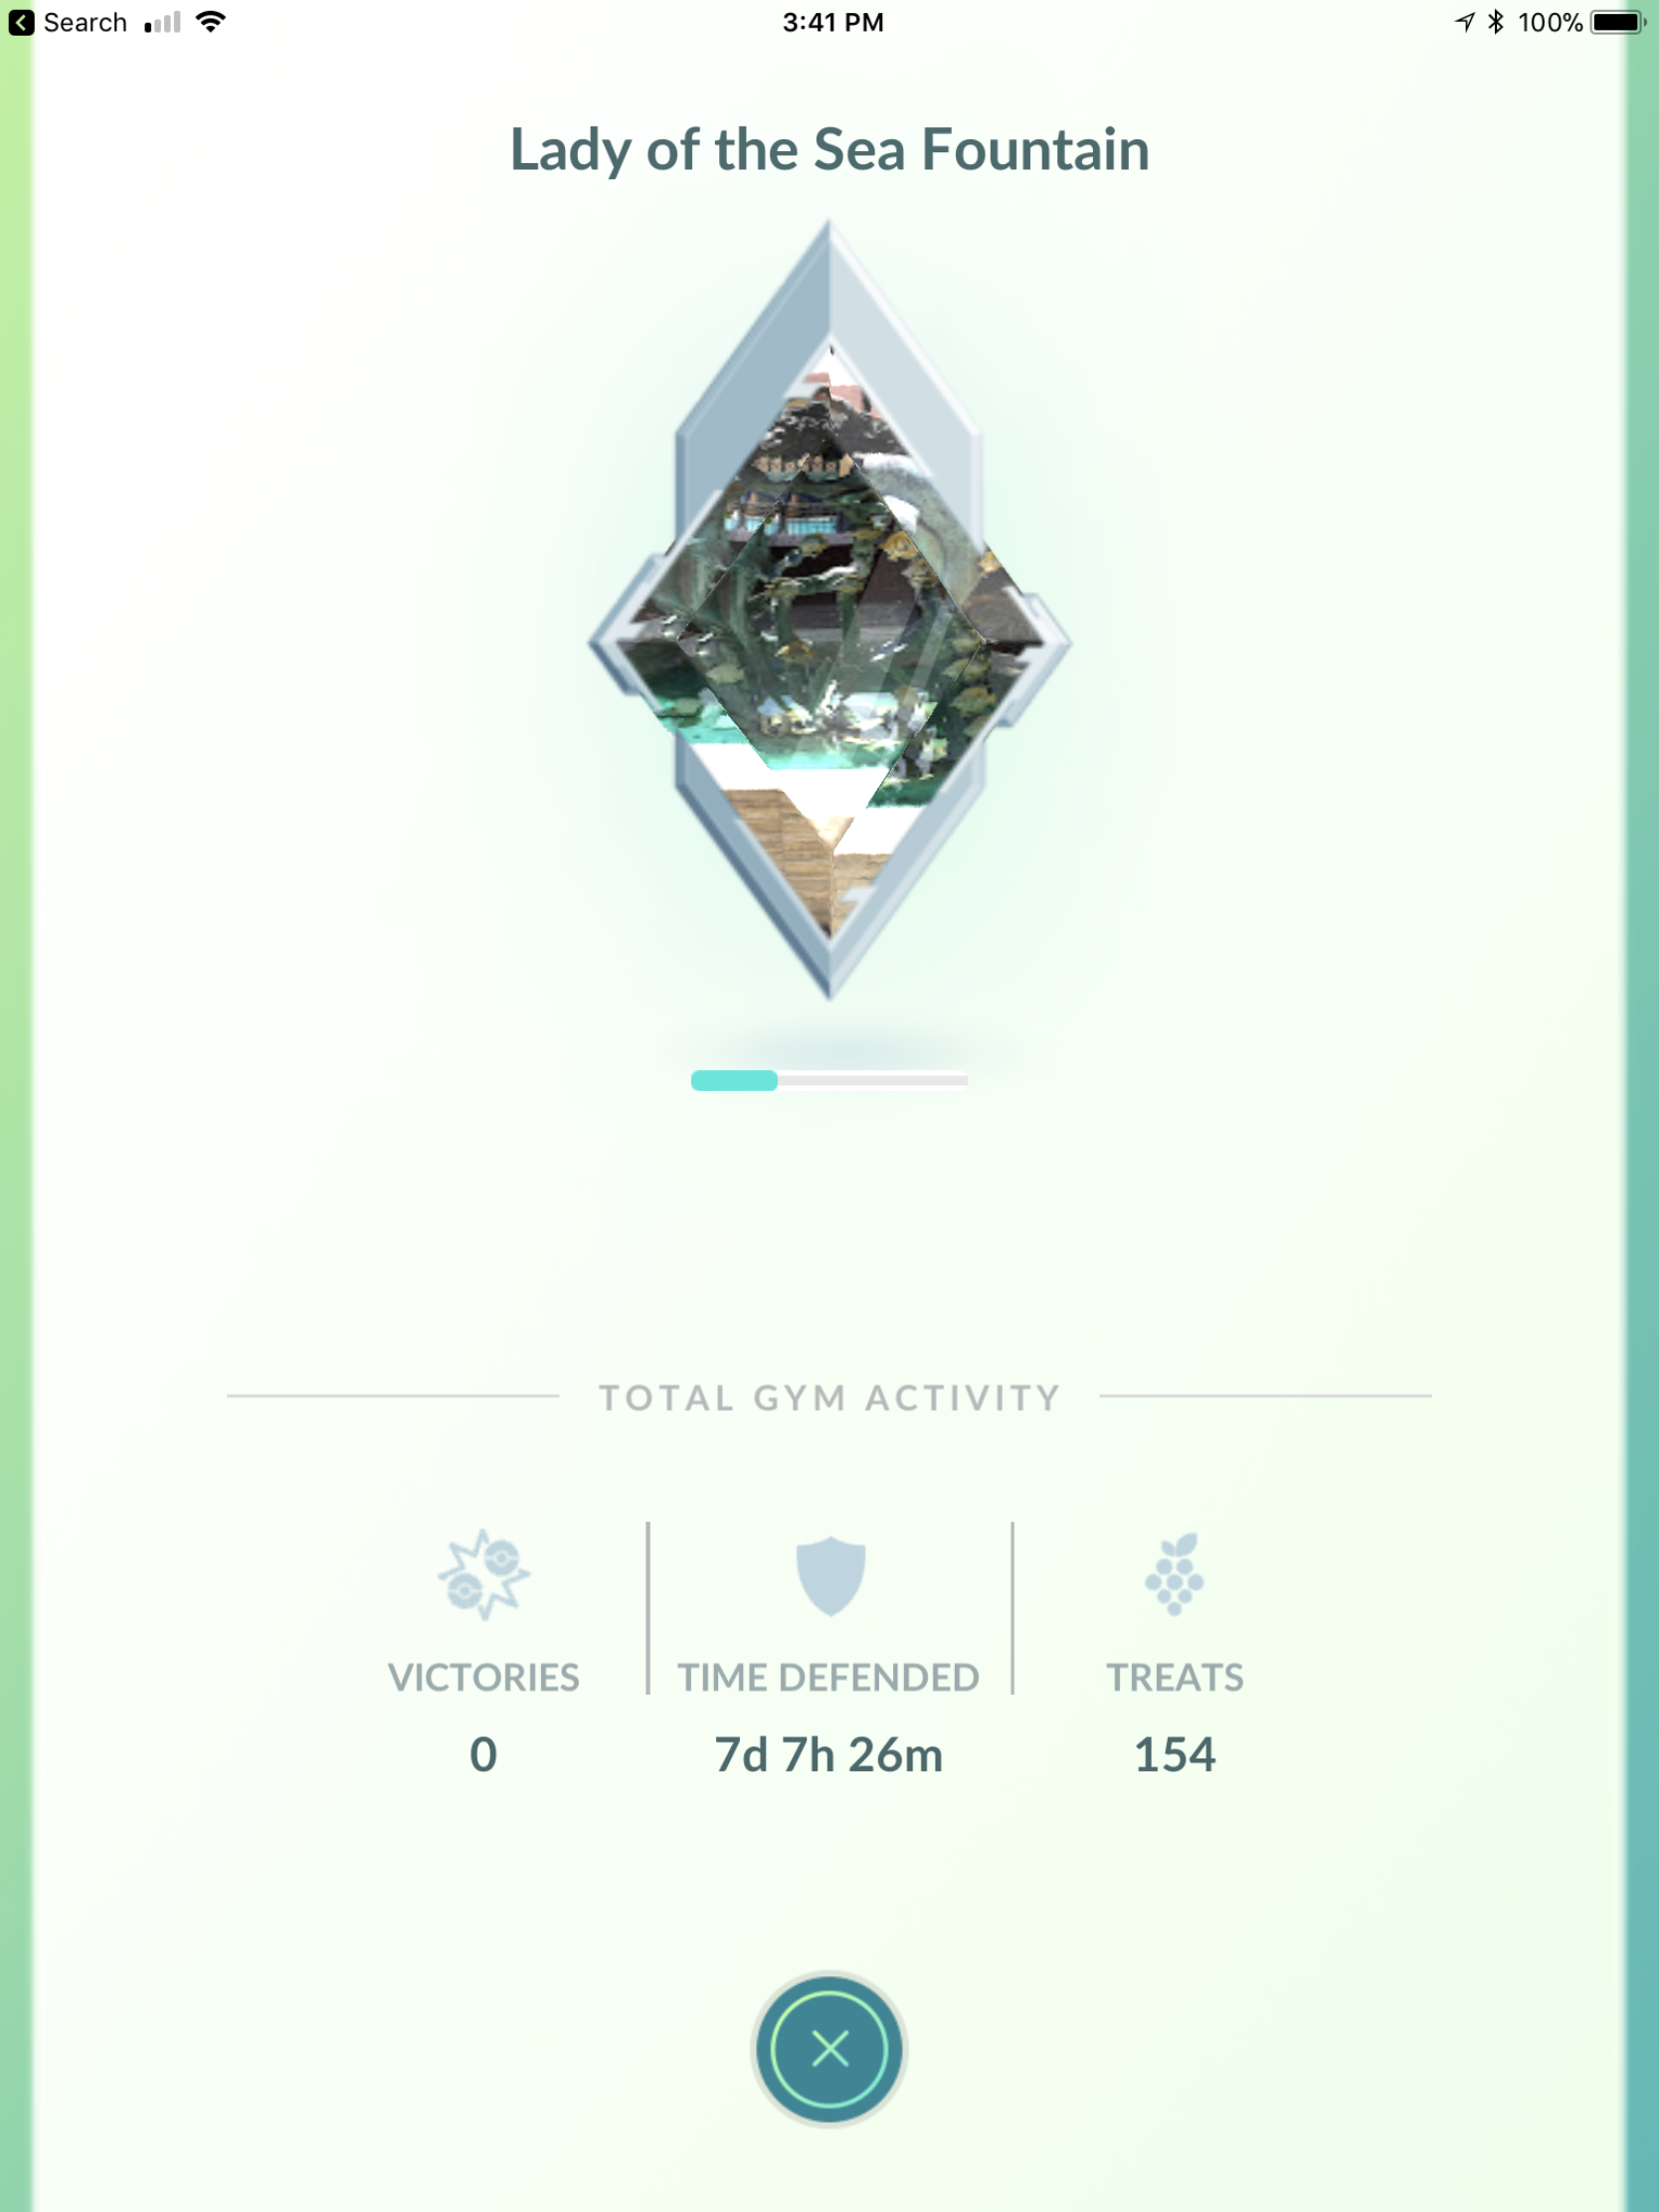 Search 3:41 PM 100%
Lady of the Sea Fountain
TOTAL GYM ACTIVITY
VICTORIES TIME DEFENDED TREATS
0 7d 7h 26m 154